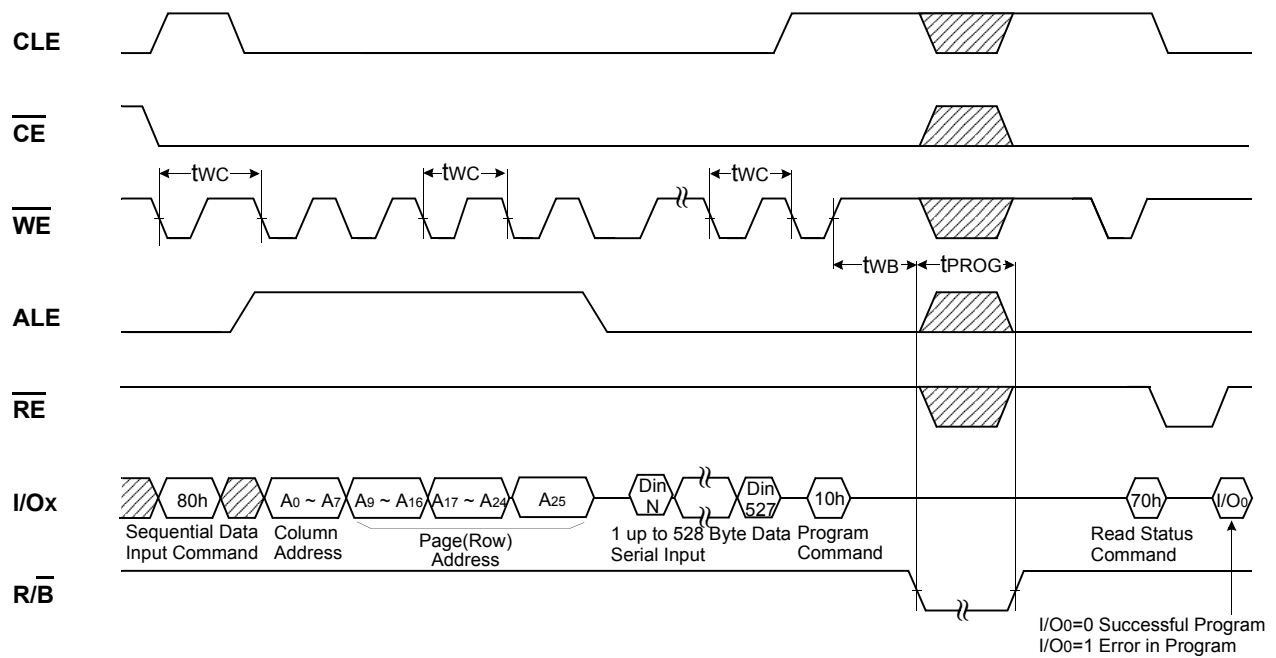 CLE
CE
tWC tWC tWC
WE
tWB tPROG
ALE
RE
I/Ox
80h A0 ~ A7 A9 ~ A16 A17 ~ A24 A25 Din N Din 527 10h 70h I/O0
Sequential Data Input Command
Column Address
Page(Row) Address
1 up to 528 Byte Data Serial Input
Program Command
Read Status Command
R/B
I/O0=0 Successful Program
I/O0=1 Error in Program